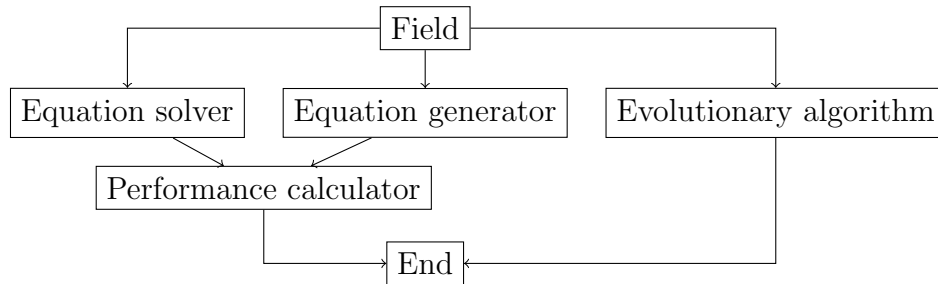 Field
Equation solver
Equation generator
Evolutionary algorithm
Performance calculator
End